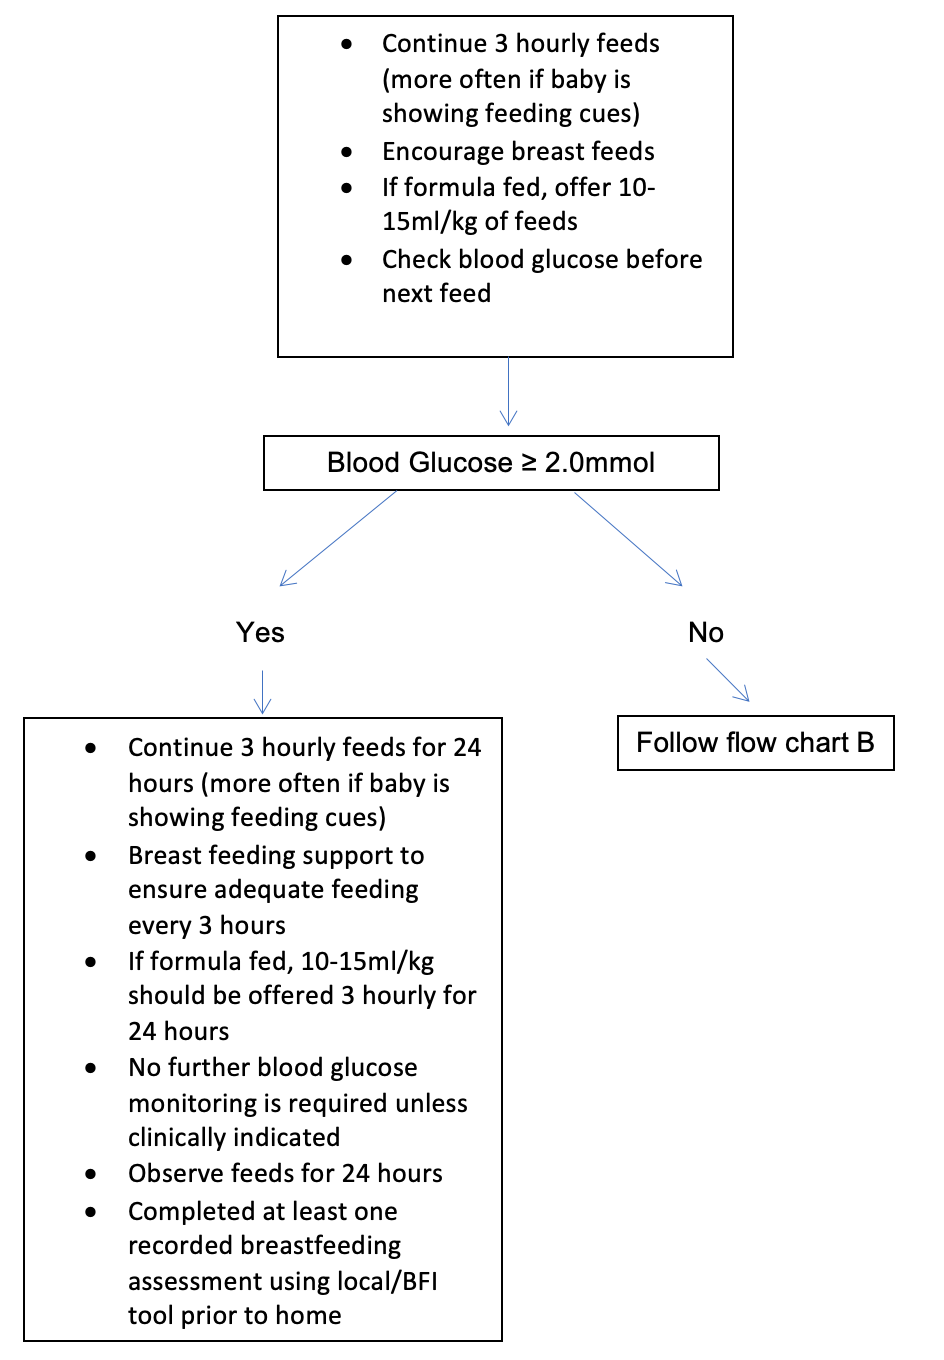 • Continue 3 hourly feeds
(more often if baby is
showing feeding cues)
• Encourage breast feeds
• If formula fed, offer 10-
15ml/kg of feeds
• Check blood glucose before
next feed
Blood Glucose ≥ 2.0mmol
Yes
No
• Continue 3 hourly feeds for 24
hours (more often if baby is
showing feeding cues)
• Breast feeding support to
ensure adequate feeding
every 3 hours
• If formula fed, 10-15ml/kg
should be offered 3 hourly for
24 hours
• No further blood glucose
monitoring is required unless
clinically indicated
• Observe feeds for 24 hours
• Completed at least one
recorded breastfeeding
assessment using local/BFI
tool prior to home
Follow flow chart B